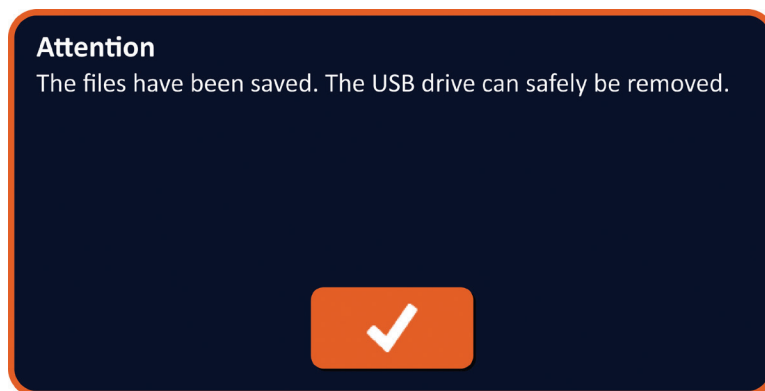 Attention
The files have been saved. The USB drive can safely be removed.